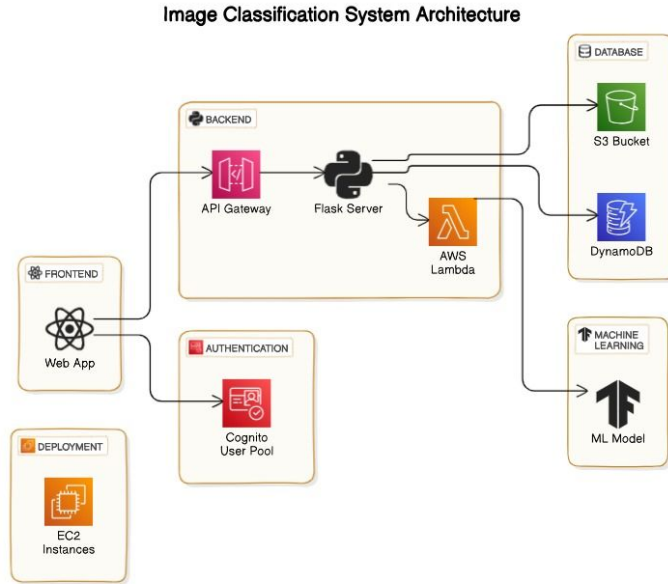 Image Classification System Architecture
DATABASE
S3 Bucket
DynamoDB
BACKEND
API Gateway
Flask Server
AWS
Lambda
FRONTEND
Web App
AUTHENTICATION
Cognito
User Pool
MACHINE
LEARNING
ML Model
DEPLOYMENT
EC2
Instances